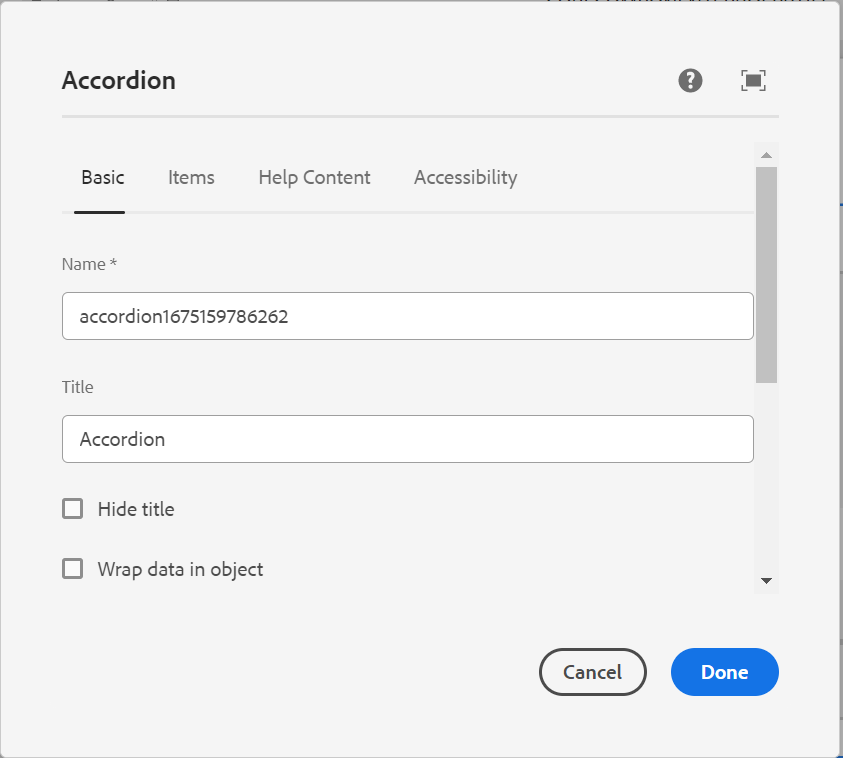 Accordion
Basic Items Help Content Accessibility
Name *
accordion1675159786262
Title
Accordion
Hide title
Wrap data in object
Cancel Done